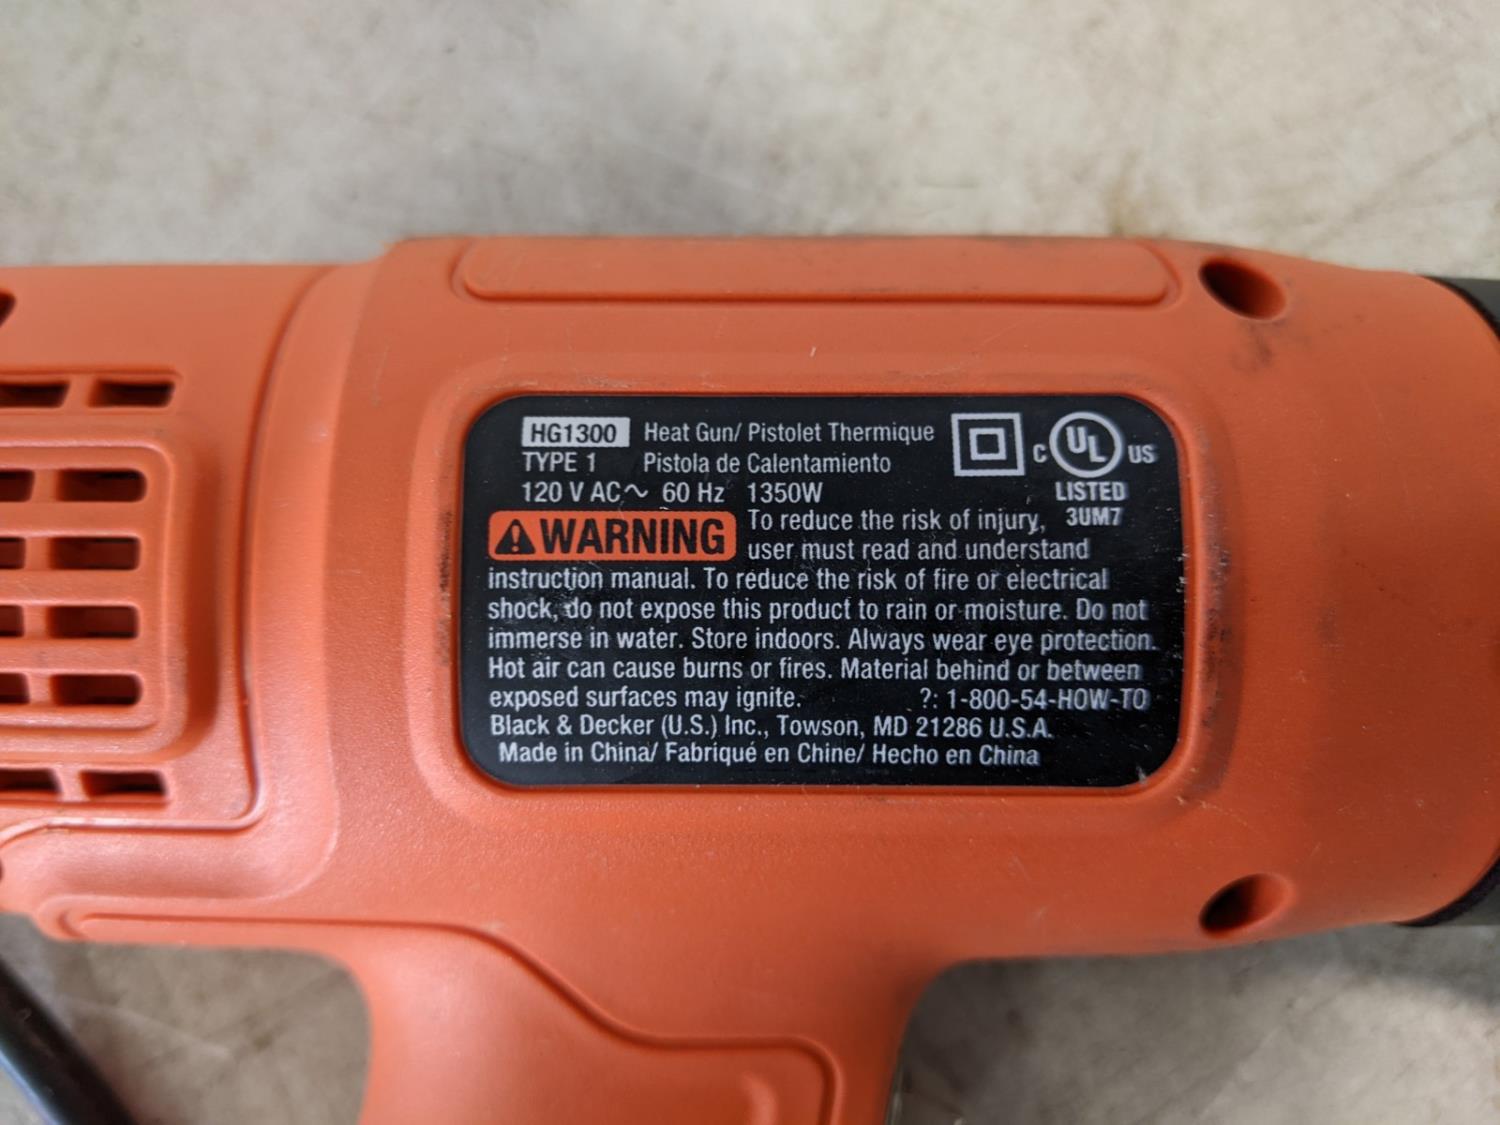 HG1300 Heat Gun/ Pistolet Thermique
TYPE 1 Pistola de Calentamiento
120 V AC~ 60 Hz 1350W
C UL US
LISTED
3UM7
WARNING To reduce the risk of injury,
user must read and understand
instruction manual. To reduce the risk of fire or electrical
shock, do not expose this product to rain or moisture. Do not
immerse in water. Store indoors. Always wear eye protection.
Hot air can cause burns or fires. Material behind or between
exposed surfaces may ignite. ?: 1-800-54-HOW-TO
Black & Decker (U.S.) Inc., Towson, MD 21286 U.S.A.
Made in China/ Fabriqué en Chine/ Hecho en China